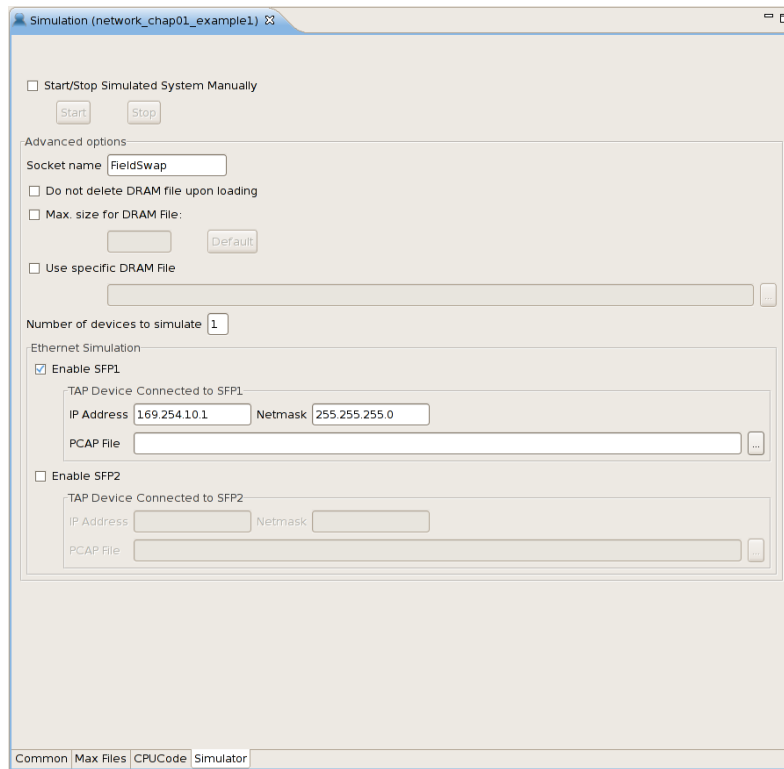 Simulation (network_chap01_example1)
Start/Stop Simulated System Manually
Start Stop
Advanced options
Socket name FieldSwap
Do not delete DRAM file upon loading
Max. size for DRAM File:
Default
Use specific DRAM File
...
Number of devices to simulate 1
Ethernet Simulation
Enable SFP1
TAP Device Connected to SFP1
IP Address 169.254.10.1 Netmask 255.255.255.0
PCAP File ...
Enable SFP2
TAP Device Connected to SFP2
IP Address Netmask
PCAP File ...
Common Max Files CPUCode Simulator